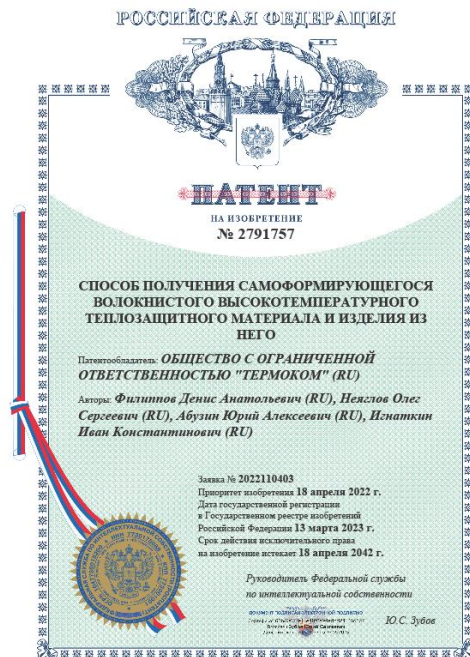 РОССИЙСКАЯ ФЕДЕРАЦИЯ
ПАТЕНТ
НА ИЗОБРЕТЕНИЕ
№ 2791757
СПОСОБ ПОЛУЧЕНИЯ САМОФОРМИРУЮЩЕГОСЯ
ВОЛОКНИСТОГО ВЫСОКОТЕМПЕРАТУРНОГО
ТЕПЛОЗАЩИТНОГО МАТЕРИАЛА И ИЗДЕЛИЯ ИЗ
НЕГО
Патентообладатель: ОБЩЕСТВО С ОГРАНИЧЕННОЙ
ОТВЕТСТВЕННОСТЬЮ "ТЕРМОКОМ" (RU)
Авторы: Филиппов Денис Анатольевич (RU), Неяглов Олег
Сергеевич (RU), Абузин Юрий Алексеевич (RU), Игнаткин
Иван Константинович (RU)
Заявка № 2022110403
Приоритет изобретения 18 апреля 2022 г.
Дата государственной регистрации
в Государственном реестре изобретений
Российской Федерации 13 марта 2023 г.
Срок действия исключительного права
на изобретение истекает 18 апреля 2042 г.
Руководитель Федеральной службы
по интеллектуальной собственности
ДОКУМЕНТ ПОДПИСАН ЭЛЕКТРОННОЙ ПОДПИСЬЮ
Ю.С. Зубов